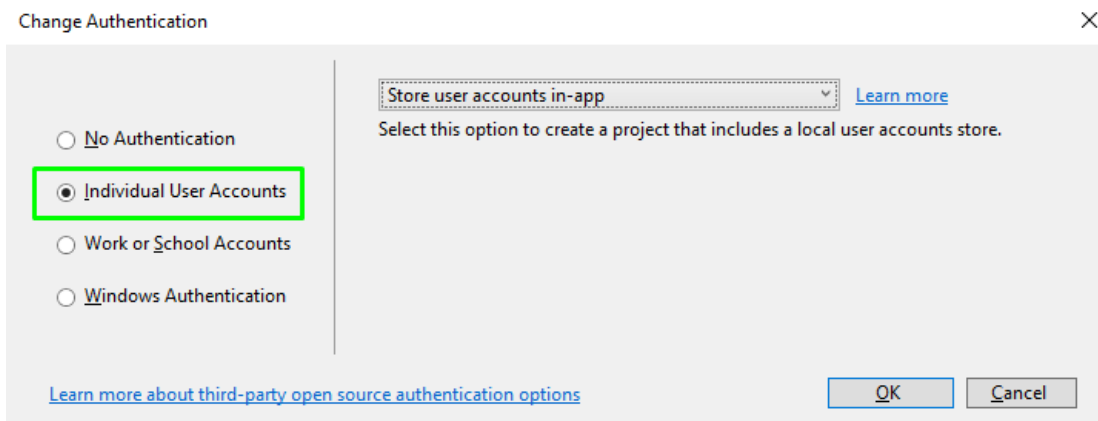 Change Authentication
Store user accounts in-app
Learn more
Select this option to create a project that includes a local user accounts store.
No Authentication
Individual User Accounts
Work or School Accounts
Windows Authentication
Learn more about third-party open source authentication options
OK
Cancel